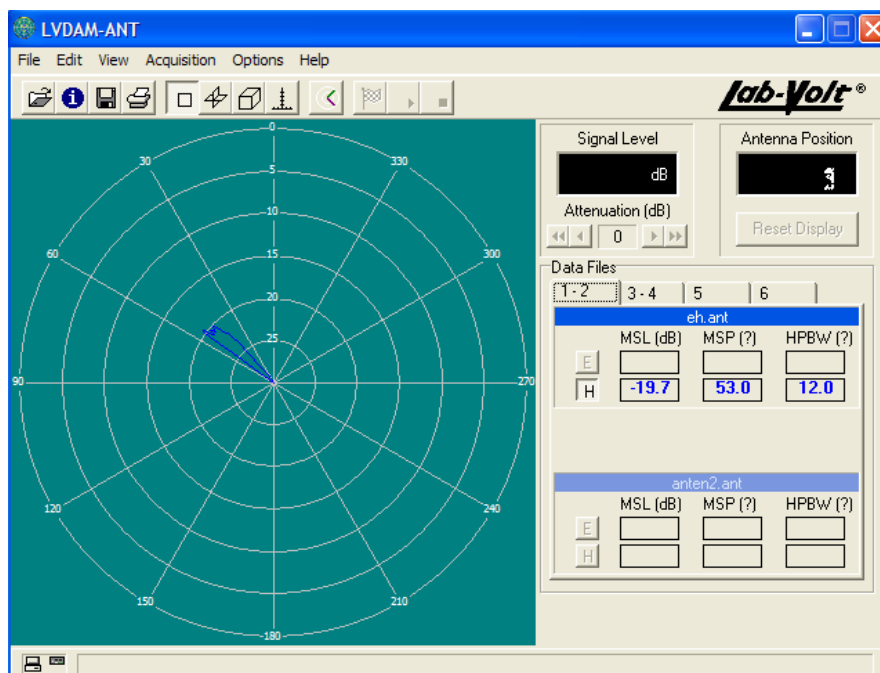 LVDAM-ANT
File Edit View Acquisition Options Help
Lab-Volt ®
0
30
330
5
10
60
15
300
20
25
90
270
120
240
150
210
180
Signal Level
dB
Attenuation (dB)
0
Antenna Position
Reset Display
Data Files
1 - 2 3 - 4 5 6
eh.ant
MSL (dB) MSP (?) HPBW (?)
E
H -19.7 53.0 12.0
anten2.ant
MSL (dB) MSP (?) HPBW (?)
E
H